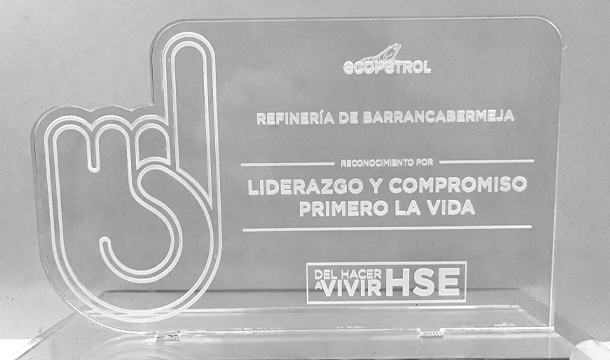 ecopetrol
REFINERÍA DE BARRANCABERMEJA
RECONOCIMIENTO POR
LIDERAZGO Y COMPROMISO
PRIMERO LA VIDA
DEL HACER
A VIVIR HSE